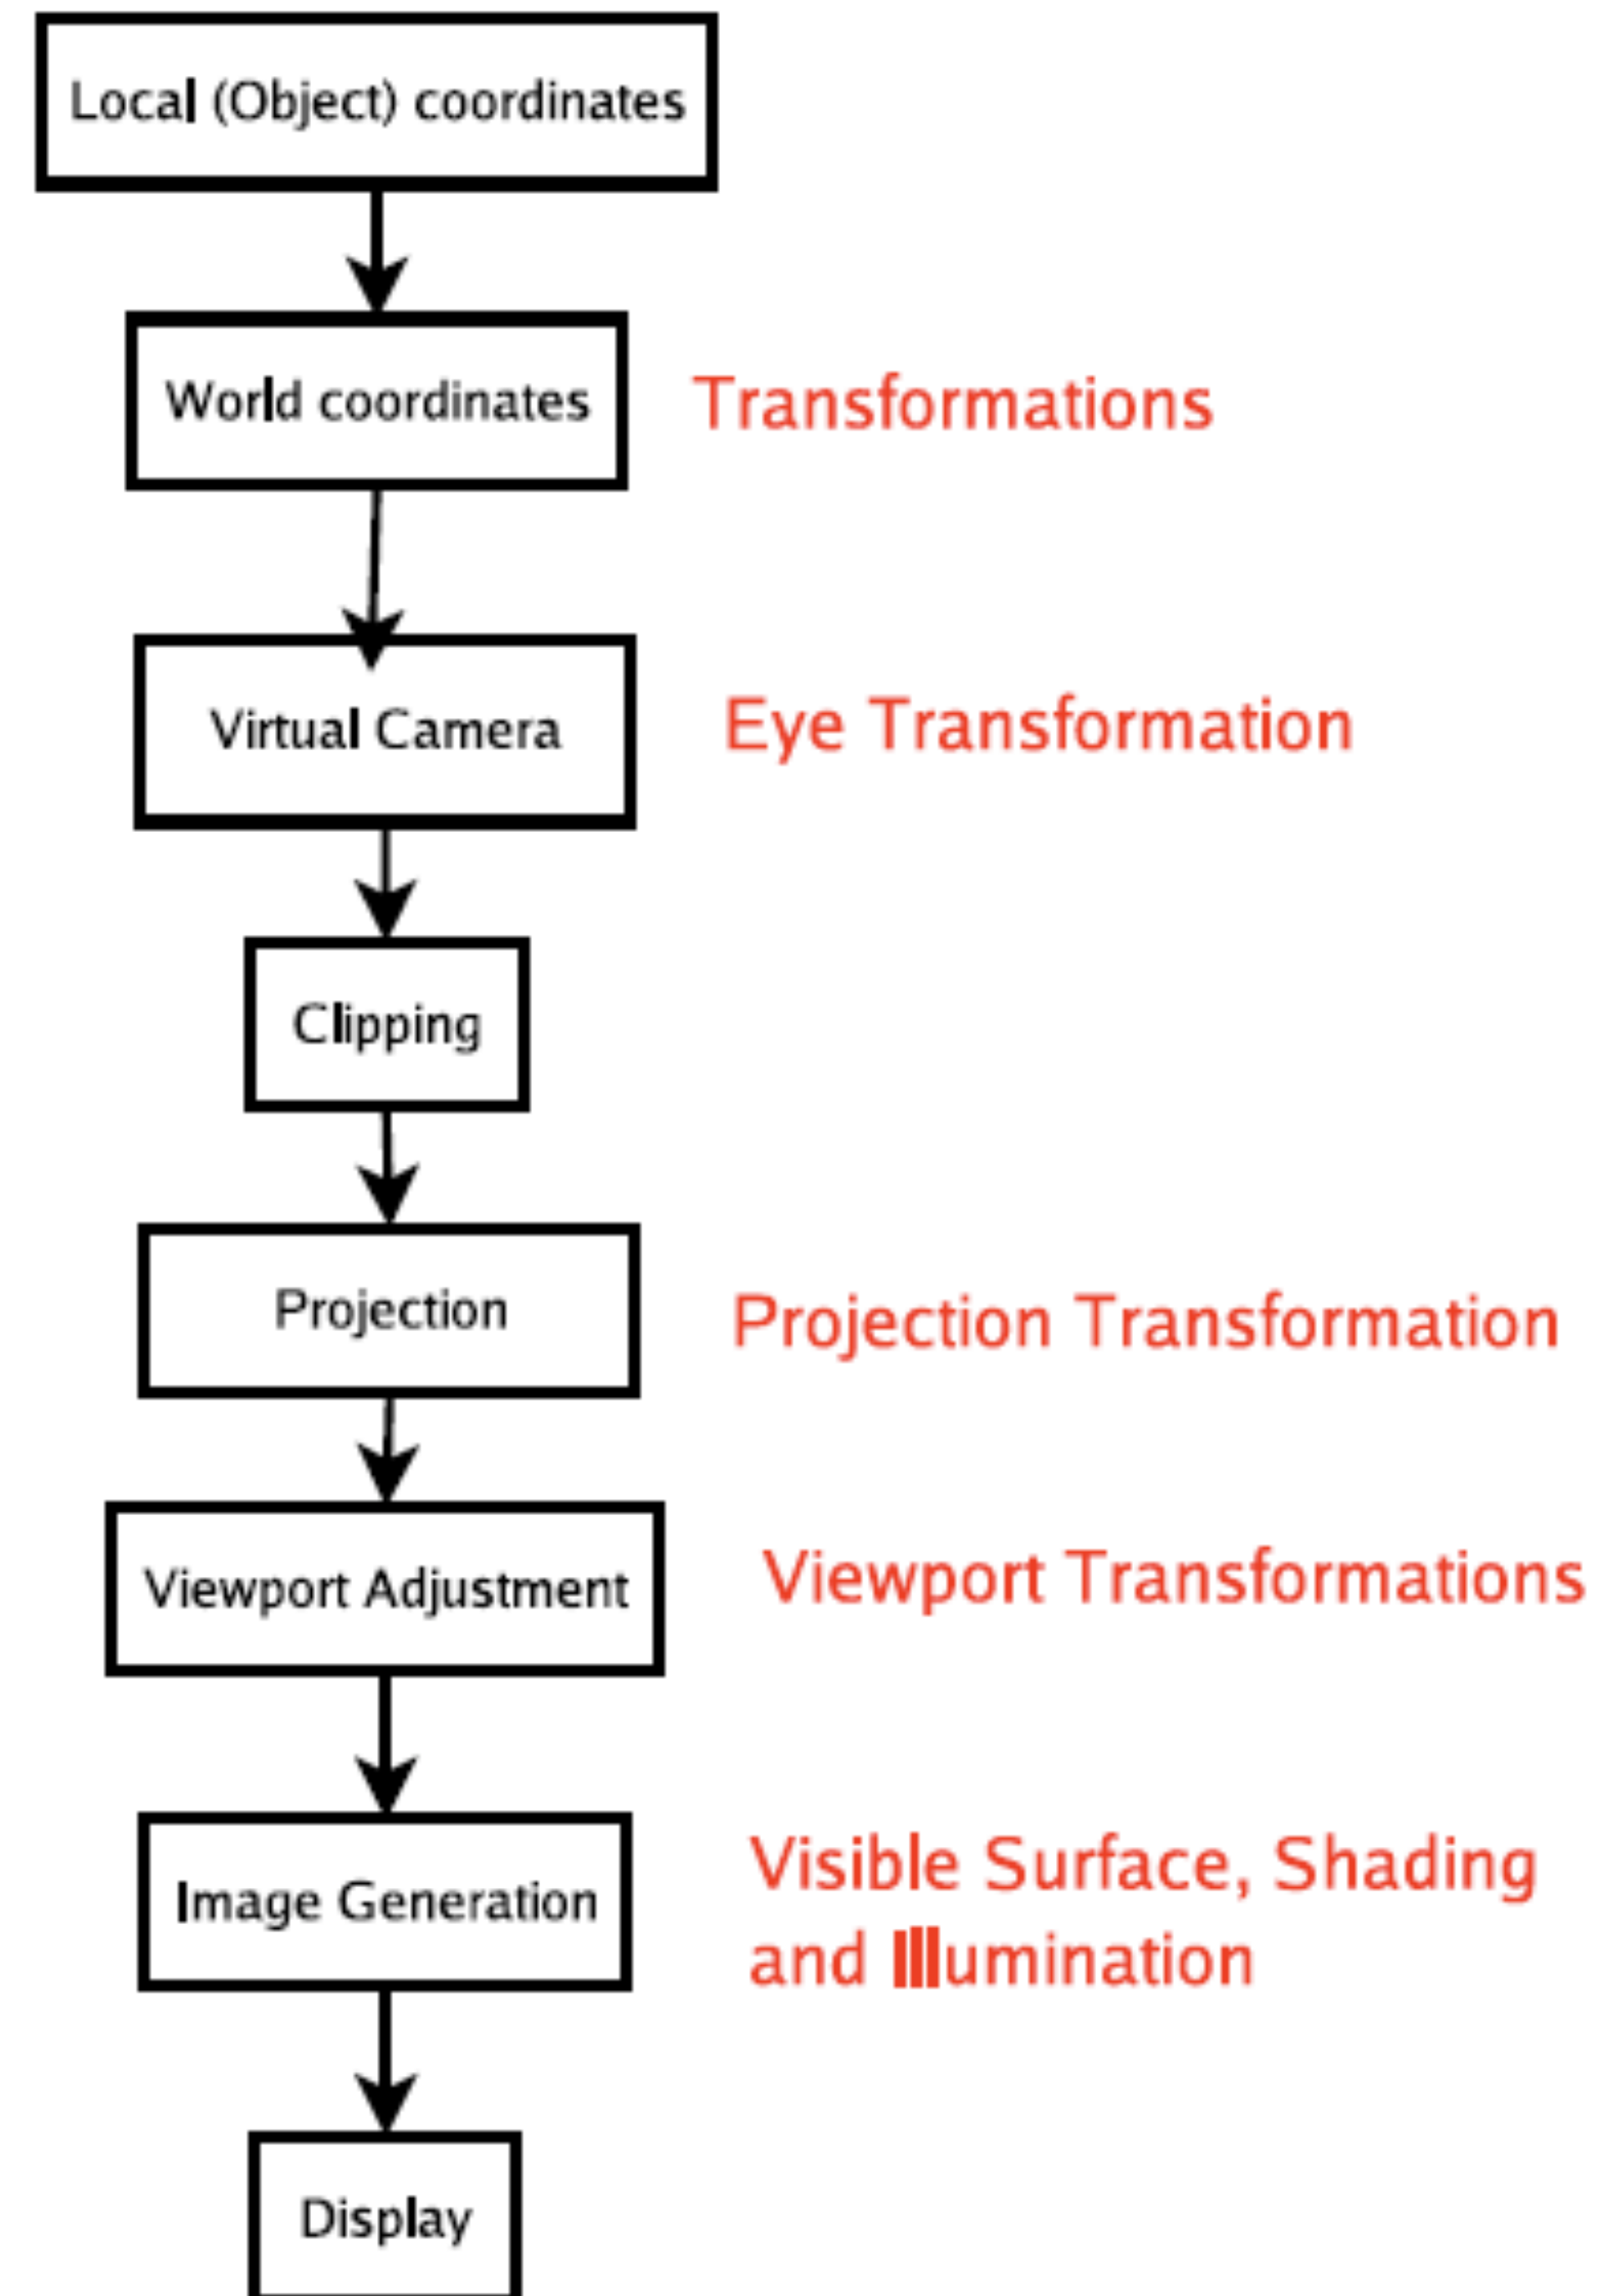 Local (Object) coordinates
World coordinates
Transformations
Virtual Camera
Eye Transformation
Clipping
Projection
Projection Transformation
Viewport Adjustment
Viewport Transformations
Image Generation
Visible Surface, Shading
and Illumination
Display